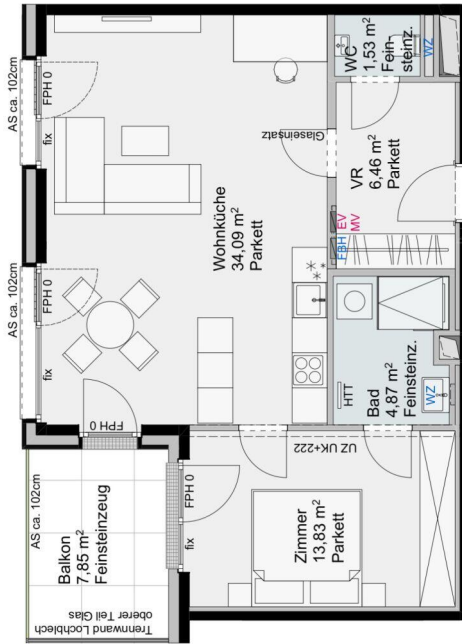 AS ca. 102cm
FPH 0
fix
AS ca. 102cm
FPH 0
fix
AS ca. 102cm
Balkon
7,85 m²
Feinsteinzeug
Trennwand Lochblech
oberer Teil Glas
FPH 0
FPH 0
fix
Wohnküche
34,09 m²
Parkett
Glaseinsatz
WC
1,53 m²
Fein-
steinz.
WZ
VR
6,46 m²
Parkett
FBH
EV
MV
HTT
Bad
4,87 m²
Feinsteinz.
WZ
UZ UK+222
Zimmer
13,83 m²
Parkett